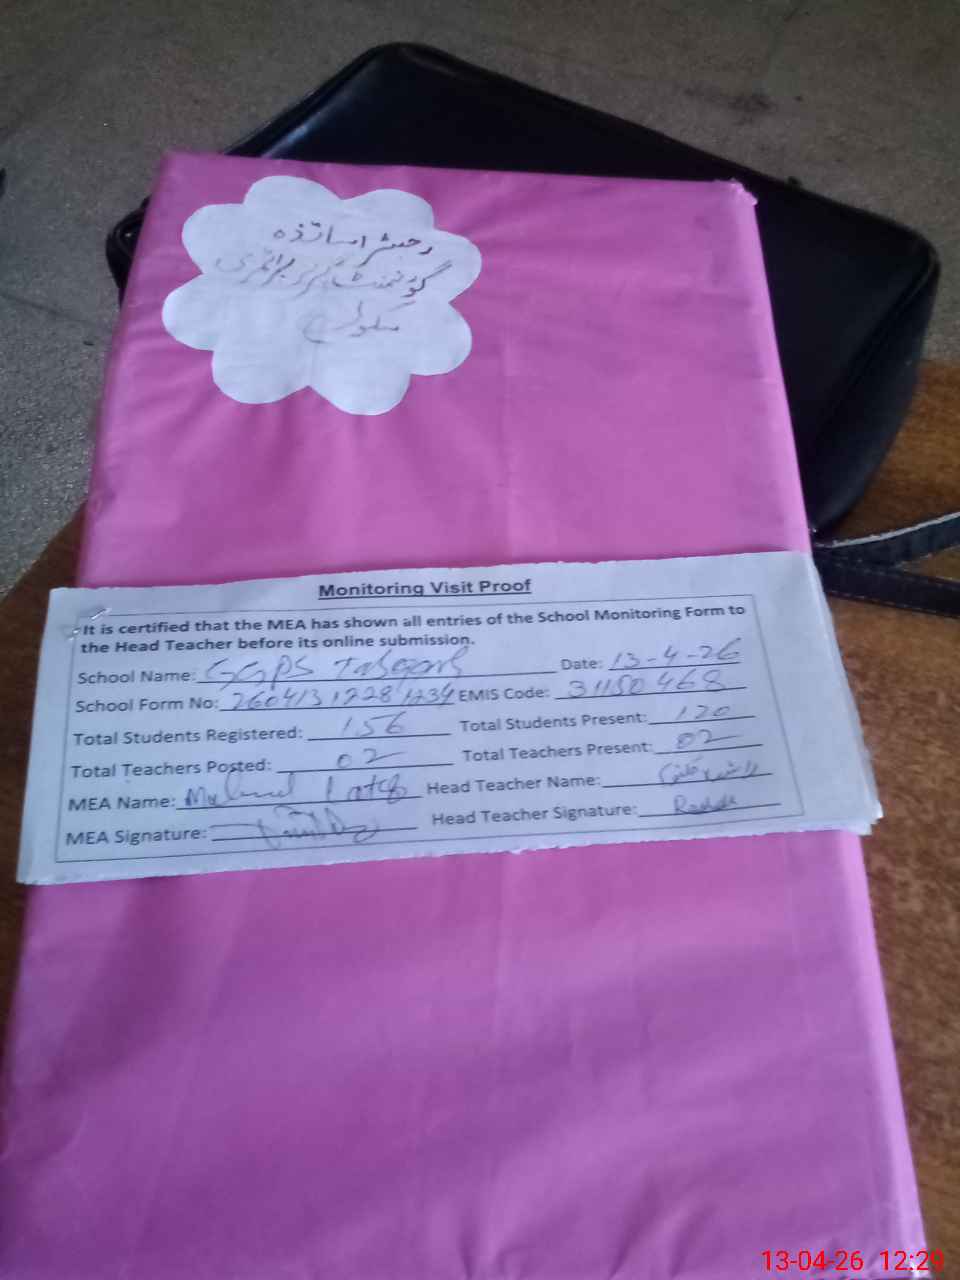 رجسٹر اساتذہ
گورنمنٹ گرلز پرائمری
سکول
Monitoring Visit Proof
It is certified that the MEA has shown all entries of the School Monitoring Form to
the Head Teacher before its online submission.
School Name: GGPS Date: 13-4-26
School Form No: EMIS Code: 31150468
Total Students Registered: 156 Total Students Present: 120
Total Teachers Posted: 02 Total Teachers Present: 02
MEA Name: Head Teacher Name:
MEA Signature: Head Teacher Signature:
13-04-26 12:29